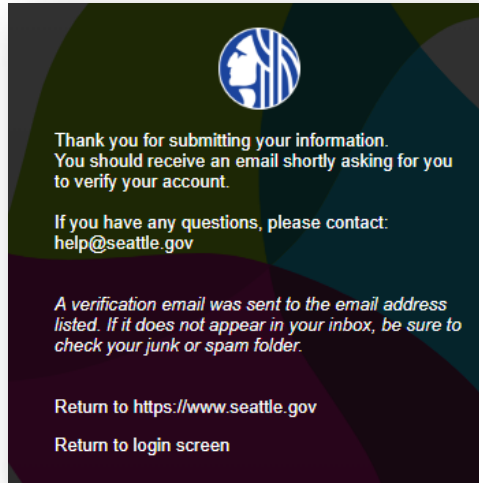 Thank you for submitting your information.
You should receive an email shortly asking for you
to verify your account.
If you have any questions, please contact:
help@seattle.gov
A verification email was sent to the email address
listed. If it does not appear in your inbox, be sure to
check your junk or spam folder.
Return to https://www.seattle.gov
Return to login screen